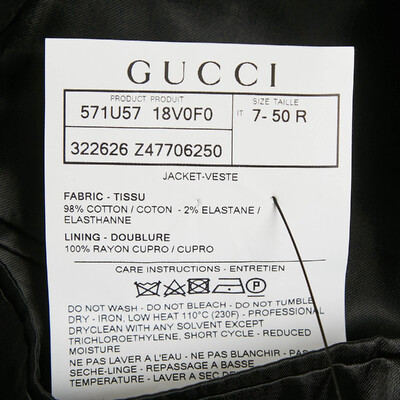 GUCCI
PRODUCT PRODUIT
SIZE TAILLE
571U57 18V0F0
IT 7- 50 R
322626 Z47706250
JACKET-VESTE
FABRIC - TISSU
98% COTTON / COTON - 2% ELASTANE /
ELASTHANNE
LINING - DOUBLURE
100% RAYON CUPRO / CUPRO
CARE INSTRUCTIONS - ENTRETIEN
P
DO NOT WASH - DO NOT BLEACH - DO NOT TUMBLE
DRY - IRON, LOW HEAT 110°C (230F) - PROFESSIONAL
DRYCLEAN WITH ANY SOLVENT EXCEPT
TRICHLOROETHYLENE, SHORT CYCLE - REDUCED
MOISTURE
NE PAS LAVER A L'EAU - NE PAS BLANCHIR - PAS
SECHE-LINGE - REPASSAGE A BASSE
TEMPERATURE - LAVER A SEC